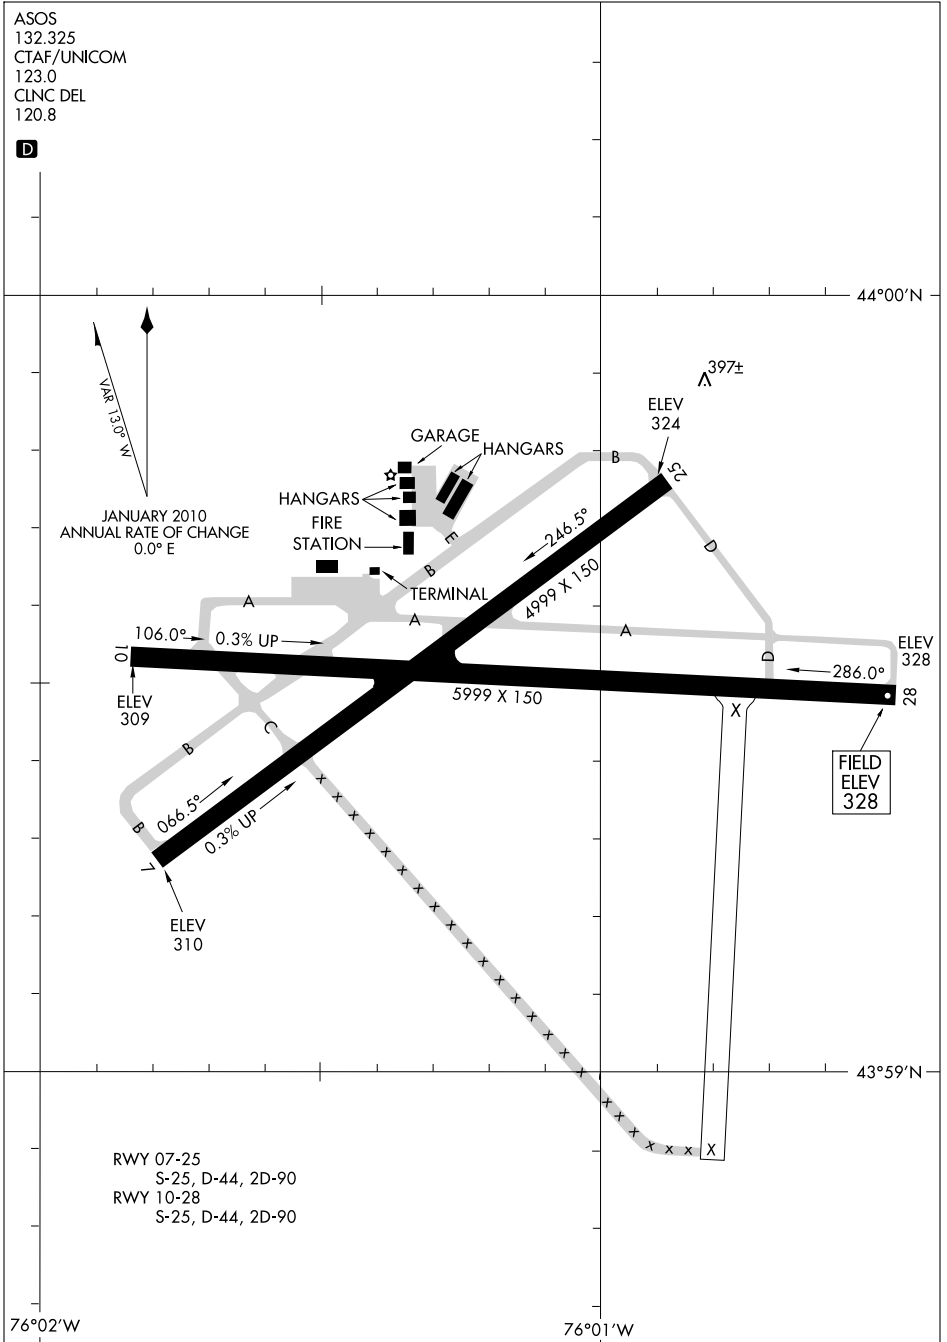 ASOS
132.325
CTAF/UNICOM
123.0
CLNC DEL
120.8
D
44°00'N
397±
VAR 13.0° W
ELEV
324
GARAGE
HANGARS
B
25
HANGARS
JANUARY 2010
ANNUAL RATE OF CHANGE
0.0° E
FIRE
STATION
E
246.5°
4999 X 150
D
B
TERMINAL
A
A
A
106.0°
0.3% UP
10
ELEV
328
D
286.0°
28
ELEV
309
5999 X 150
X
C
B
FIELD
ELEV
328
066.5°
0.3% UP
B
7
ELEV
310
x x x x x x x x x x x x x x x x x x x x x x x x
X
43°59'N
RWY 07-25
S-25, D-44, 2D-90
RWY 10-28
S-25, D-44, 2D-90
76°02'W
76°01'W